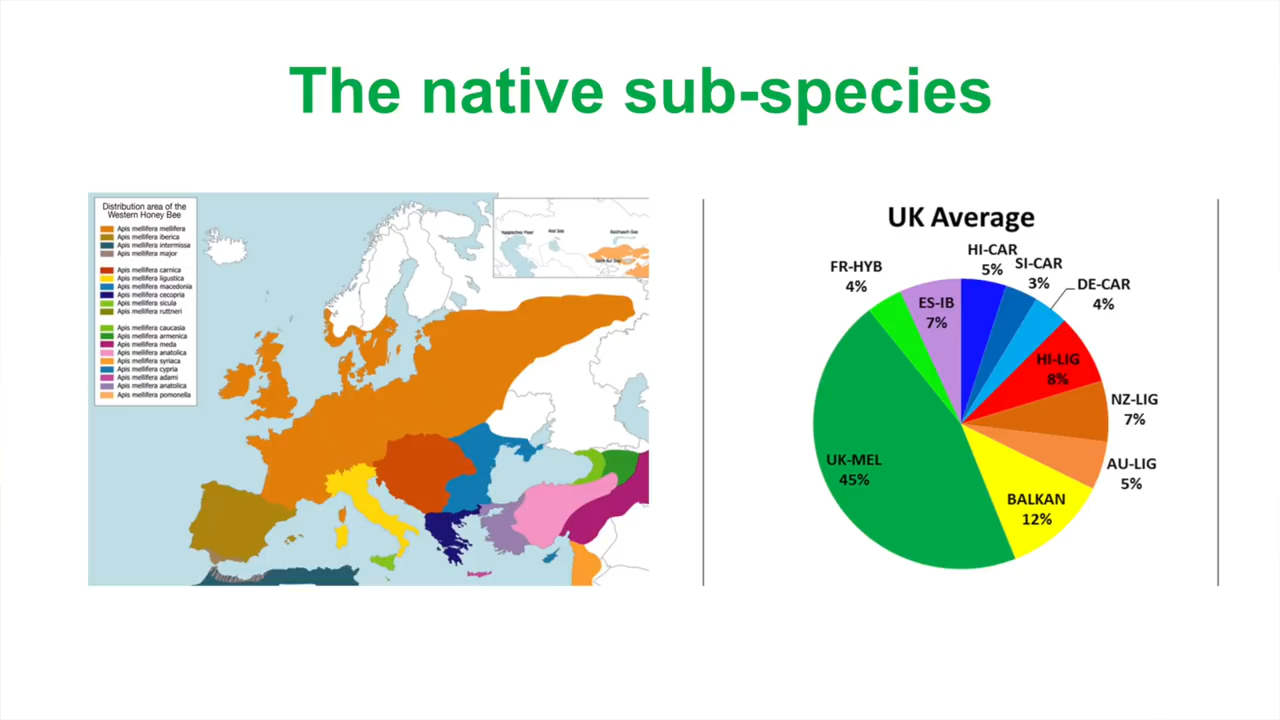 The native sub-species
Distribution area of the
Western Honey Bee
Apis mellifera mellifera
Apis mellifera iberica
Apis mellifera intermissa
Apis mellifera major
Apis mellifera carnica
Apis mellifera ligustica
Apis mellifera macedonia
Apis mellifera cecopria
Apis mellifera sicula
Apis mellifera ruttneri
Apis mellifera caucasia
Apis mellifera armenica
Apis mellifera meda
Apis mellifera anatolica
Apis mellifera syriaca
Apis mellifera cypria
Apis mellifera adami
Apis mellifera anatolica
Apis mellifera pomonella
UK Average
HI-CAR
5%
SI-CAR
3%
DE-CAR
4%
HI-LIG
8%
NZ-LIG
7%
AU-LIG
5%
BALKAN
12%
UK-MEL
45%
FR-HYB
4%
ES-IB
7%